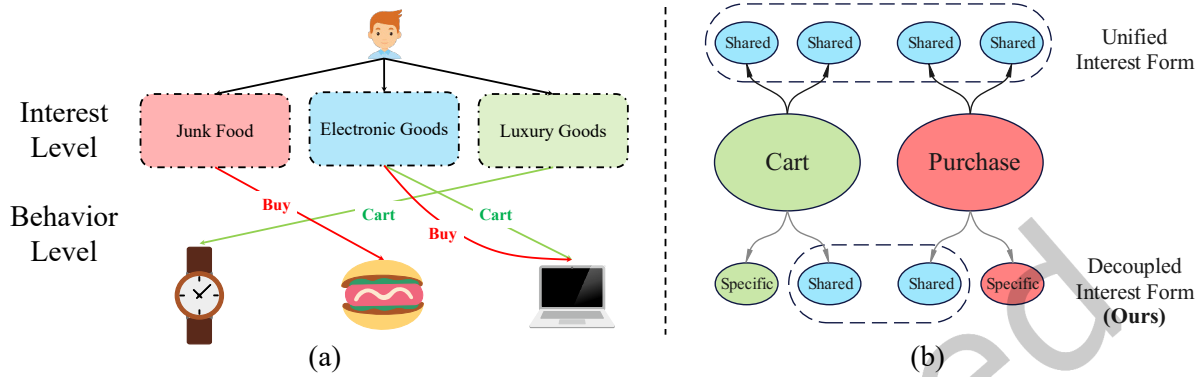 Interest
Level
Junk Food
Electronic Goods
Luxury Goods
Behavior
Level
Buy
Cart
Buy
Cart
(a)
Shared
Shared
Shared
Shared
Unified
Interest Form
Cart
Purchase
Specific
Shared
Shared
Specific
Decoupled
Interest Form
(Ours)
(b)